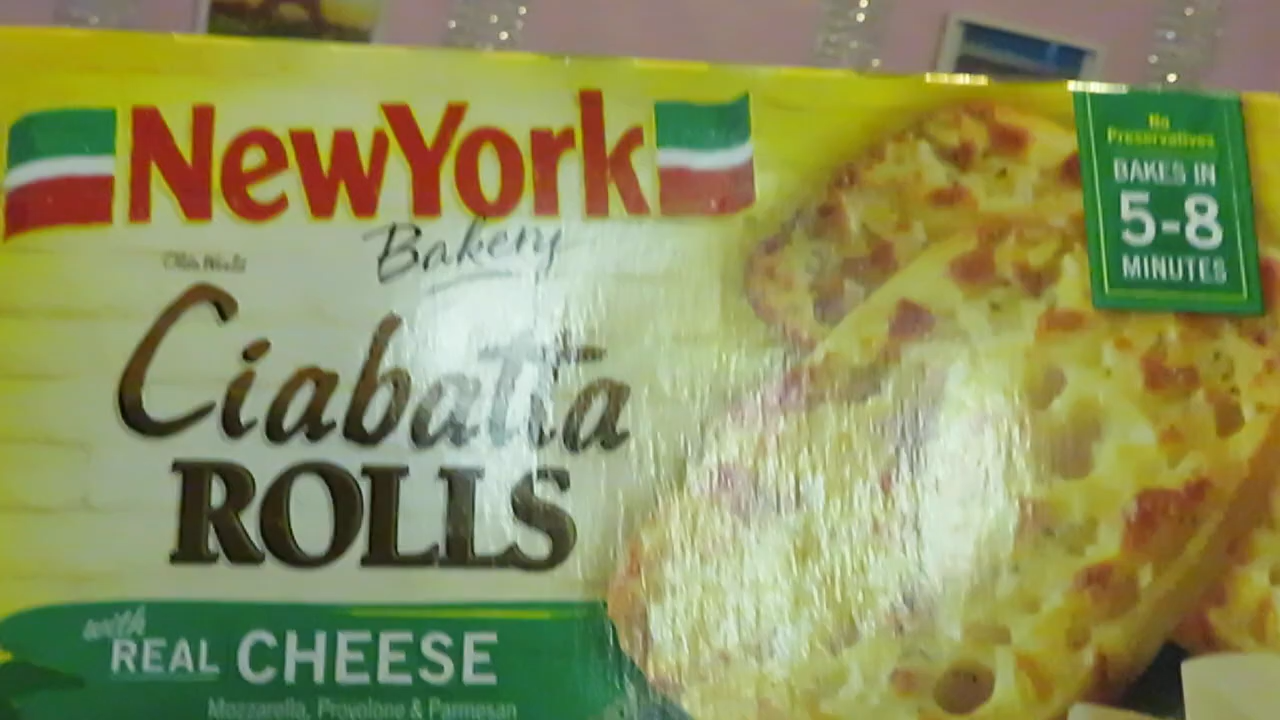 NewYork
Bakery
Ciabatta
ROLLS
with
REAL CHEESE
Mozzarella, Provolone & Parmesan
No
Preservatives
BAKES IN
5-8
MINUTES